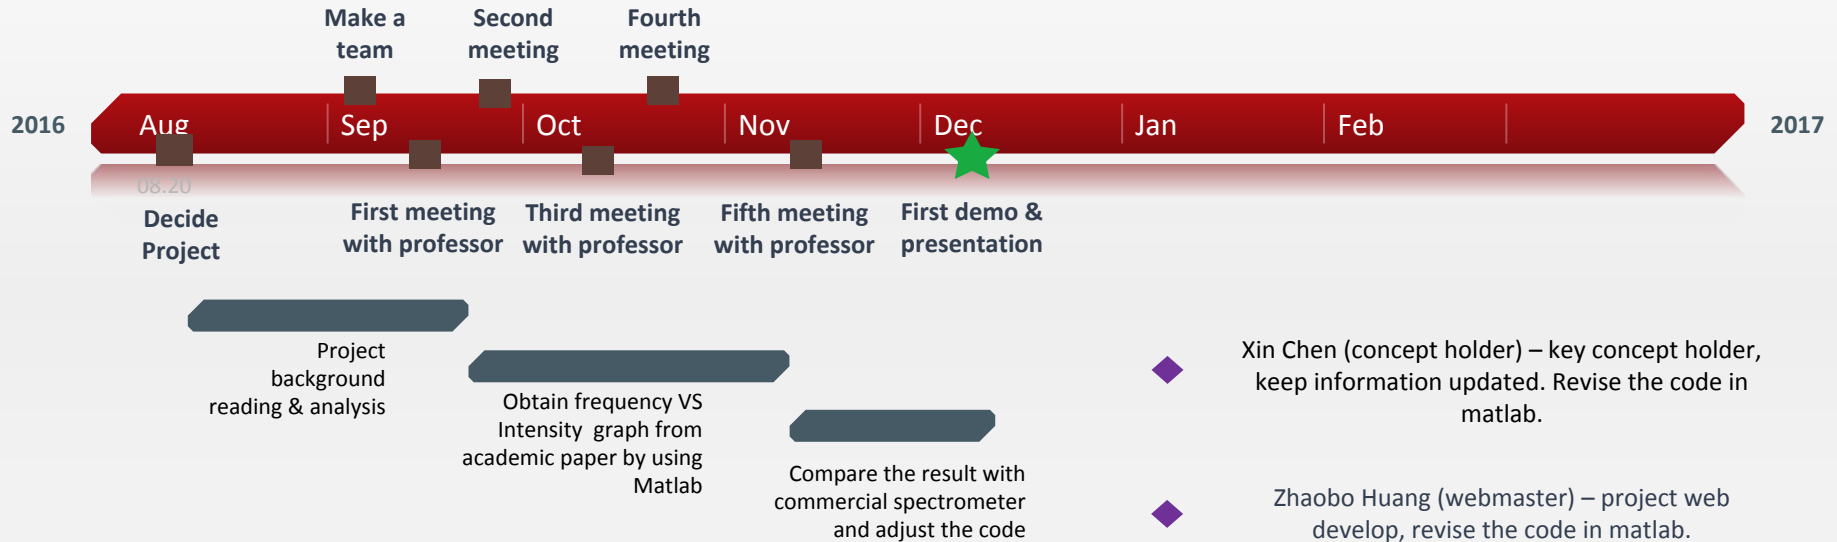 Make a
team
Second
meeting
Fourth
meeting
2016
Aug
Sep
Oct
Nov
Dec
Jan
Feb
2017
08.20
Decide
Project
First meeting
with professor
Third meeting
with professor
Fifth meeting
with professor
First demo &
presentation
Project
background
reading & analysis
Obtain frequency VS
Intensity graph from
academic paper by using
Matlab
Compare the result with
commercial spectrometer
and adjust the code
Xin Chen (concept holder) – key concept holder,
keep information updated. Revise the code in
matlab.
Zhaobo Huang (webmaster) – project web
develop, revise the code in matlab.